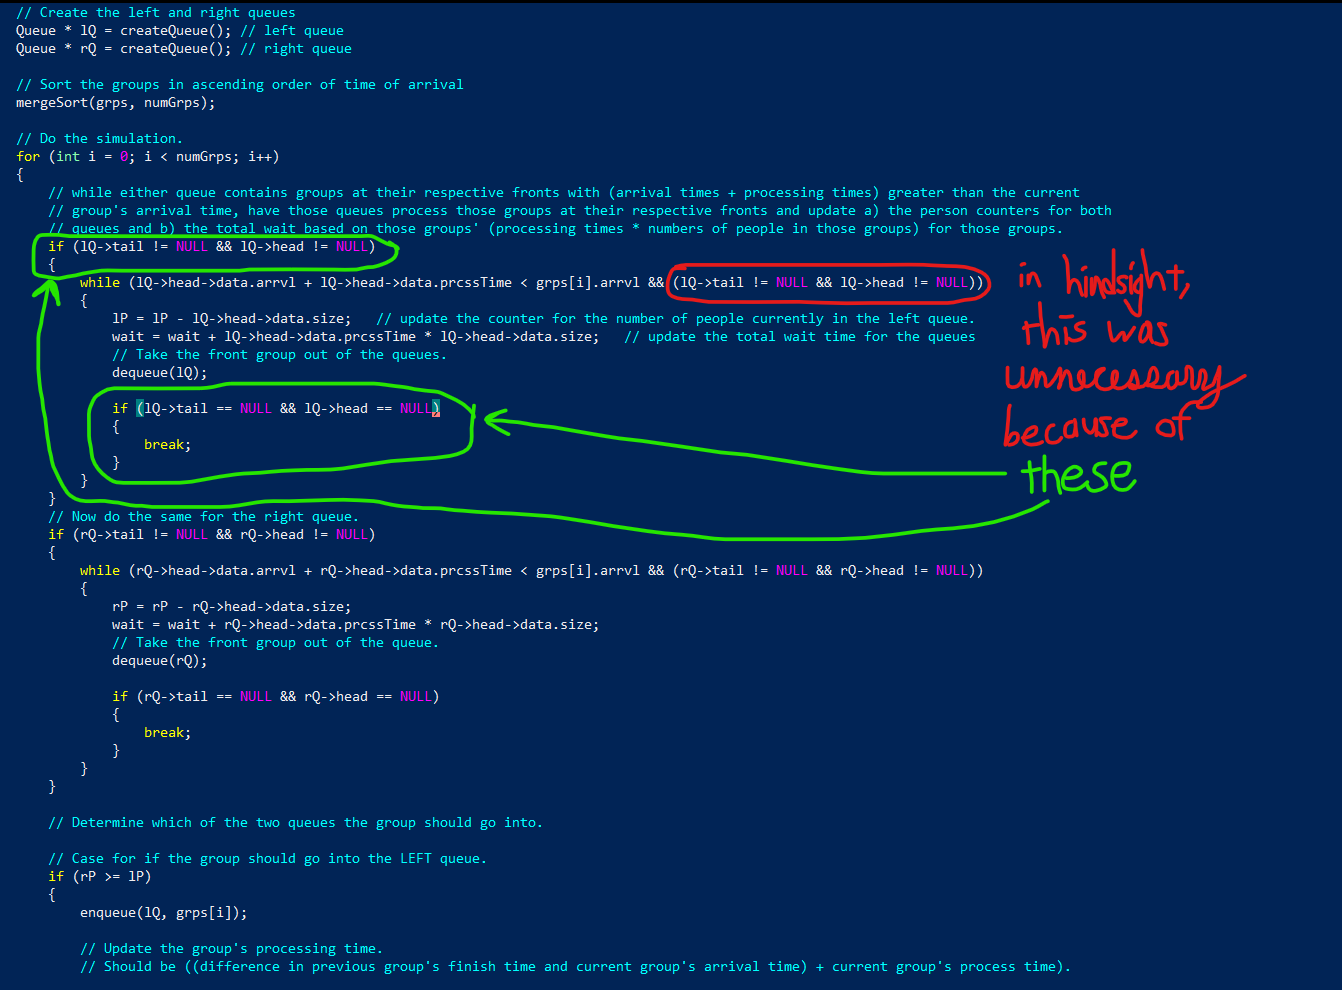 // Create the left and right queues
Queue * lQ = createQueue(); // left queue
Queue * rQ = createQueue(); // right queue
// Sort the groups in ascending order of time of arrival
mergeSort(grps, numGrps);
// Do the simulation.
for (int i = 0; i < numGrps; i++)
{
// while either queue contains groups at their respective fronts with (arrival times + processing times) greater than the current
// group's arrival time, have those queues process those groups at their respective fronts and update a) the person counters for both
// queues and b) the total wait based on those groups' (processing times * numbers of people in those groups) for those groups.
if (lQ->tail != NULL && lQ->head != NULL)
{
while (lQ->head->data.arrvl + lQ->head->data.prcssTime < grps[i].arrvl && (lQ->tail != NULL && lQ->head != NULL))
{
lP = lP - lQ->head->data.size;   // update the counter for the number of people currently in the left queue.
wait = wait + lQ->head->data.prcssTime * lQ->head->data.size;   // update the total wait time for the queues
// Take the front group out of the queues.
dequeue(lQ);
if (lQ->tail == NULL && lQ->head == NULL)
{
break;
}
}
}
// Now do the same for the right queue.
if (rQ->tail != NULL && rQ->head != NULL)
{
while (rQ->head->data.arrvl + rQ->head->data.prcssTime < grps[i].arrvl && (rQ->tail != NULL && rQ->head != NULL))
{
rP = rP - rQ->head->data.size;
wait = wait + rQ->head->data.prcssTime * rQ->head->data.size;
// Take the front group out of the queue.
dequeue(rQ);
if (rQ->tail == NULL && rQ->head == NULL)
{
break;
}
}
}
// Determine which of the two queues the group should go into.
// Case for if the group should go into the LEFT queue.
if (rP >= lP)
{
enqueue(lQ, grps[i]);
// Update the group's processing time.
// Should be ((difference in previous group's finish time and current group's arrival time) + current group's process time).
in hindsight,
this was
unnecessary
because of
these